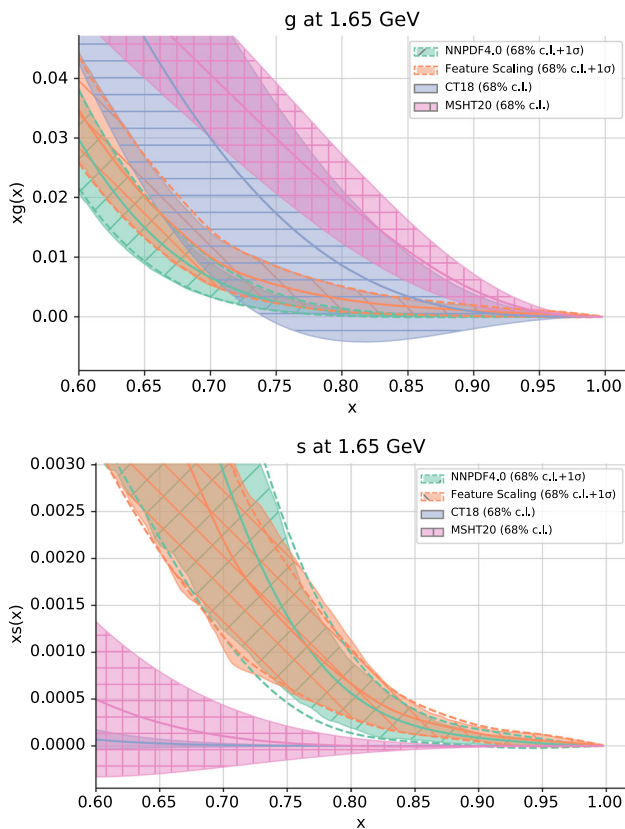 g at 1.65 GeV
NNPDF4.0 (68% c.l.+1σ)
Feature Scaling (68% c.l.+1σ)
CT18 (68% c.l.)
MSHT20 (68% c.l.)
0.04
0.03
0.02
0.01
0.00
xg(x)
0.60 0.65 0.70 0.75 0.80 0.85 0.90 0.95 1.00
x
s at 1.65 GeV
NNPDF4.0 (68% c.l.+1σ)
Feature Scaling (68% c.l.+1σ)
CT18 (68% c.l.)
MSHT20 (68% c.l.)
0.0030
0.0025
0.0020
0.0015
0.0010
0.0005
0.0000
xs(x)
0.60 0.65 0.70 0.75 0.80 0.85 0.90 0.95 1.00
x